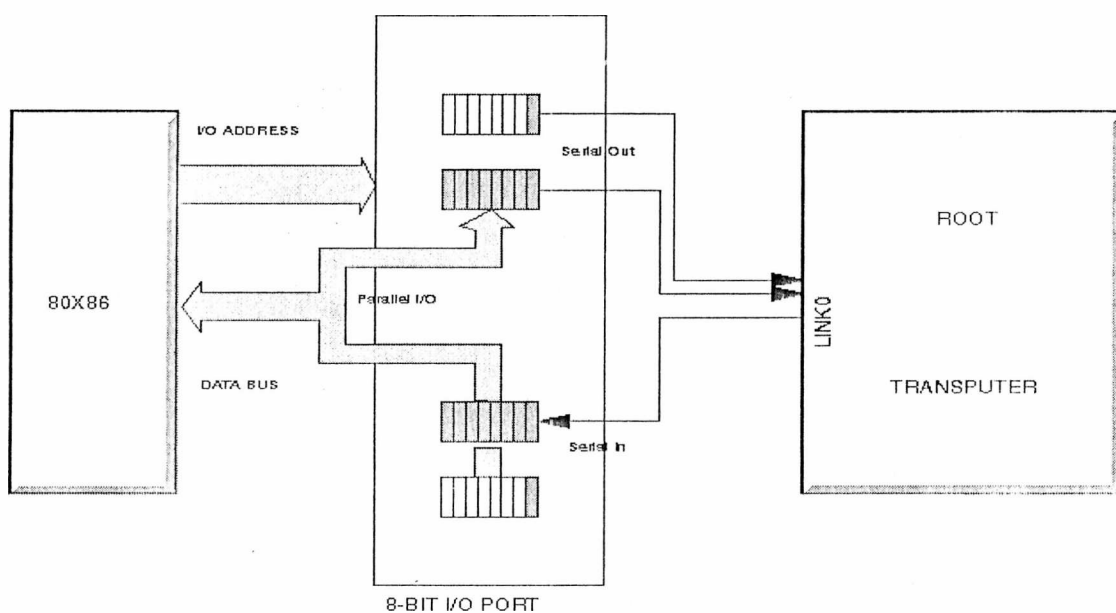 I/O ADDRESS
Serial Out
ROOT
80X86
Parallel I/O
LINK0
DATA BUS
TRANSPUTER
Serial In
8-BIT I/O PORT